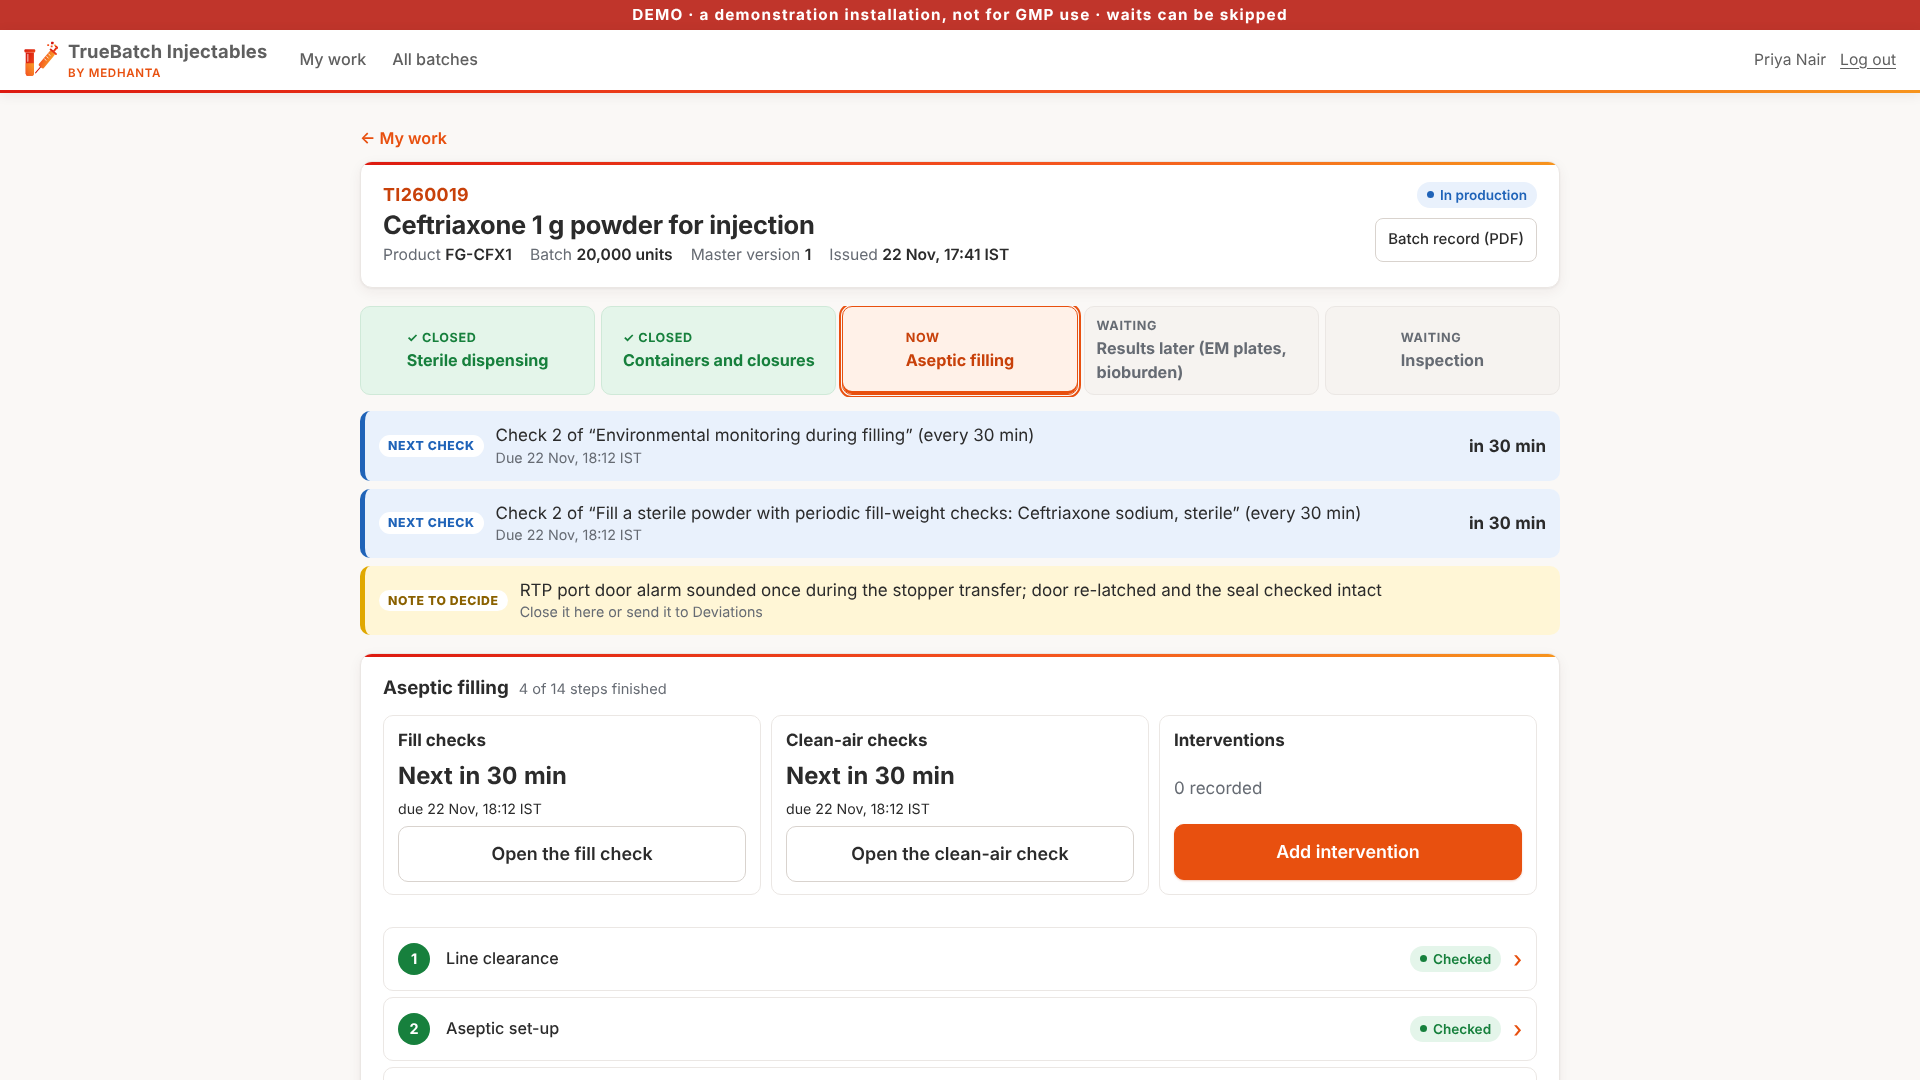 DEMO · a demonstration installation, not for GMP use · waits can be skipped
TrueBatch Injectables
BY MEDHANTA
My work
All batches
Priya Nair
Log out
← My work
TI260019
In production
Ceftriaxone 1 g powder for injection
Batch record (PDF)
Product FG-CFX1 Batch 20,000 units Master version 1 Issued 22 Nov, 17:41 IST
✓ CLOSED
Sterile dispensing
✓ CLOSED
Containers and closures
NOW
Aseptic filling
WAITING
Results later (EM plates,
bioburden)
WAITING
Inspection
NEXT CHECK
Check 2 of “Environmental monitoring during filling” (every 30 min)
Due 22 Nov, 18:12 IST
in 30 min
NEXT CHECK
Check 2 of “Fill a sterile powder with periodic fill-weight checks: Ceftriaxone sodium, sterile” (every 30 min)
Due 22 Nov, 18:12 IST
in 30 min
NOTE TO DECIDE
RTP port door alarm sounded once during the stopper transfer; door re-latched and the seal checked intact
Close it here or send it to Deviations
Aseptic filling 4 of 14 steps finished
Fill checks
Next in 30 min
due 22 Nov, 18:12 IST
Open the fill check
Clean-air checks
Next in 30 min
due 22 Nov, 18:12 IST
Open the clean-air check
Interventions
0 recorded
Add intervention
1 Line clearance
Checked
2 Aseptic set-up
Checked